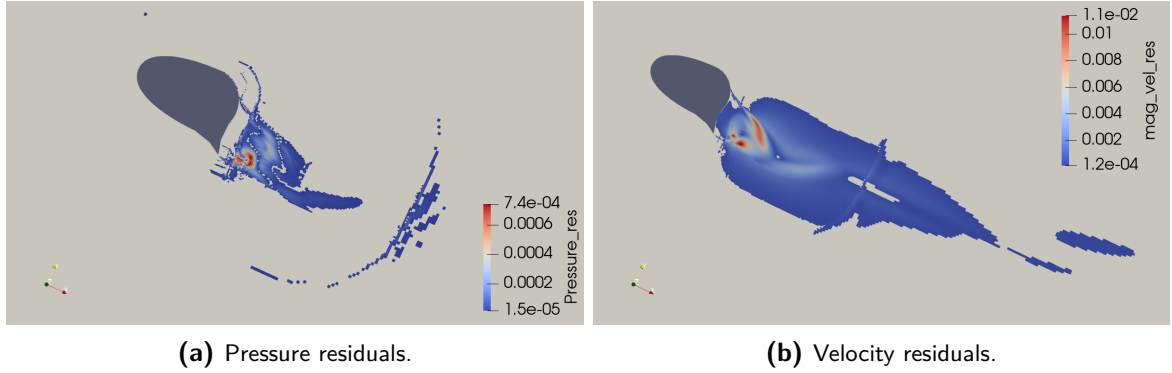 7.4e-04
0.0006
0.0004
0.0002
1.5e-05
Pressure_res
1.1e-02
0.01
0.008
0.006
0.004
0.002
1.2e-04
mag_vel_res
(a) Pressure residuals.
(b) Velocity residuals.